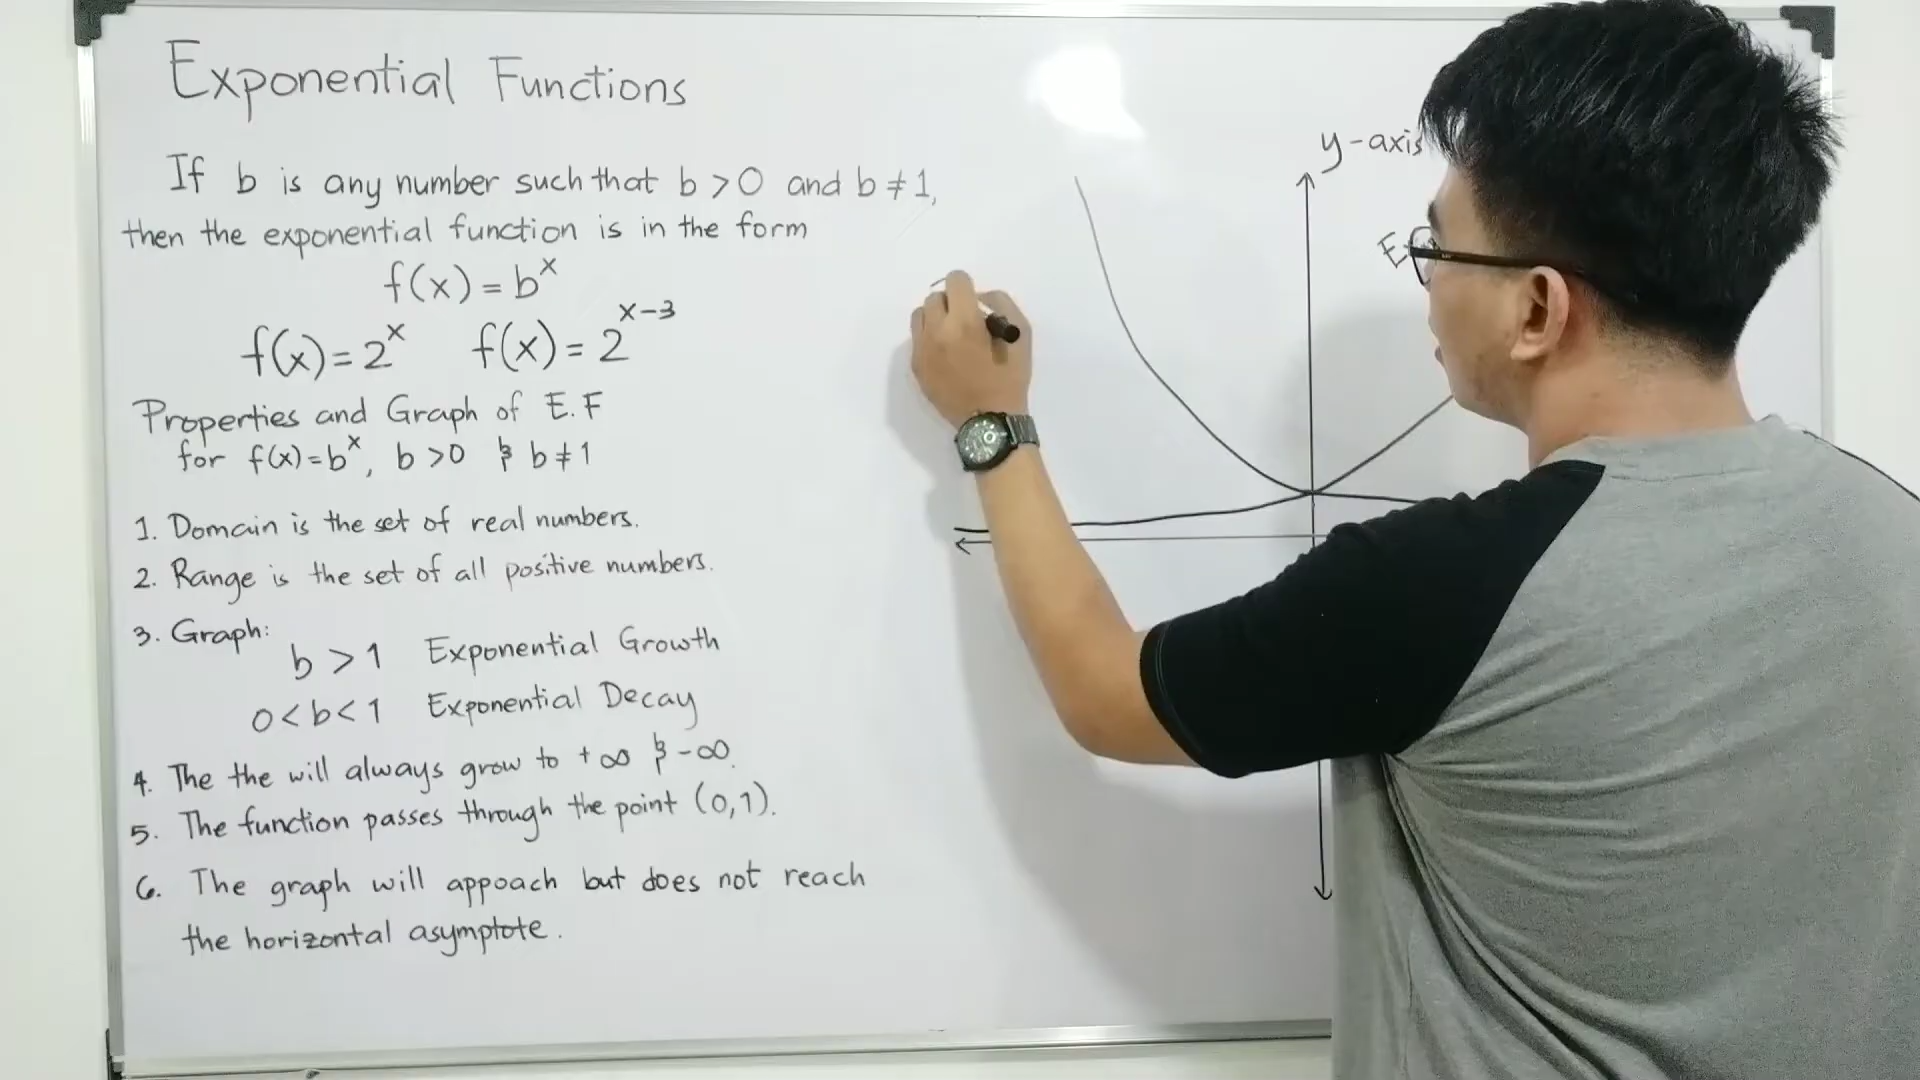 Exponential Functions
If b is any number such that b > 0 and b ≠ 1,
then the exponential function is in the form
f(x) = b^x
f(x) = 2^x f(x) = 2^(x-3)
Properties and Graph of E.F
for f(x) = b^x, b > 0 & b ≠ 1
1. Domain is the set of real numbers.
2. Range is the set of all positive numbers.
3. Graph:
b > 1 Exponential Growth
0 < b < 1 Exponential Decay
4. The the will always grow to +∞ & -∞.
5. The function passes through the point (0,1).
6. The graph will appoach but does not reach
the horizontal asymptote.
y-axis